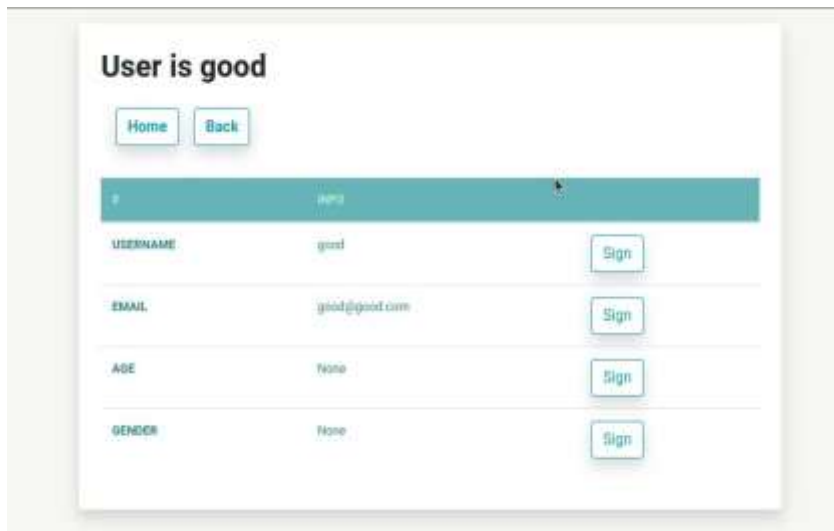 User is good
Home Back
# INFO
USERNAME good Sign
EMAIL good@good.com Sign
AGE None Sign
GENDER None Sign